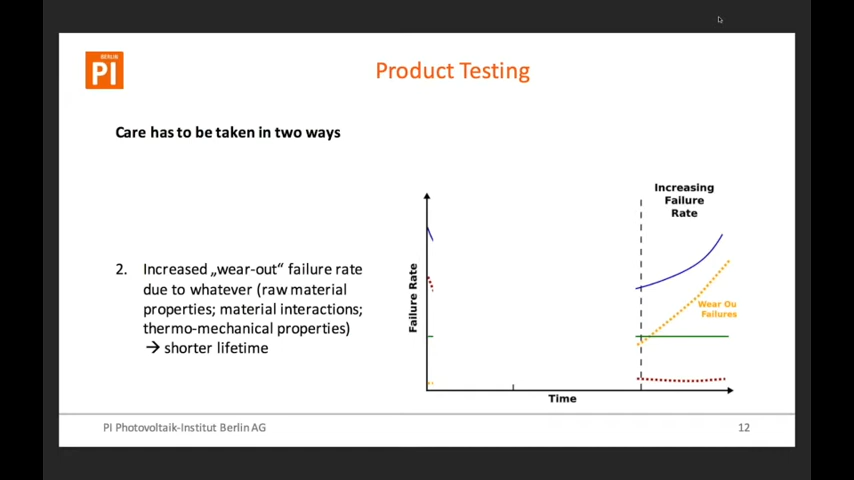 BERLIN
PI
Product Testing
Care has to be taken in two ways
Increasing
Failure
Rate
2. Increased „wear-out“ failure rate
due to whatever (raw material
properties; material interactions;
thermo-mechanical properties)
→ shorter lifetime
Failure Rate
Wear Ou
Failures
Time
PI Photovoltaik-Institut Berlin AG
12